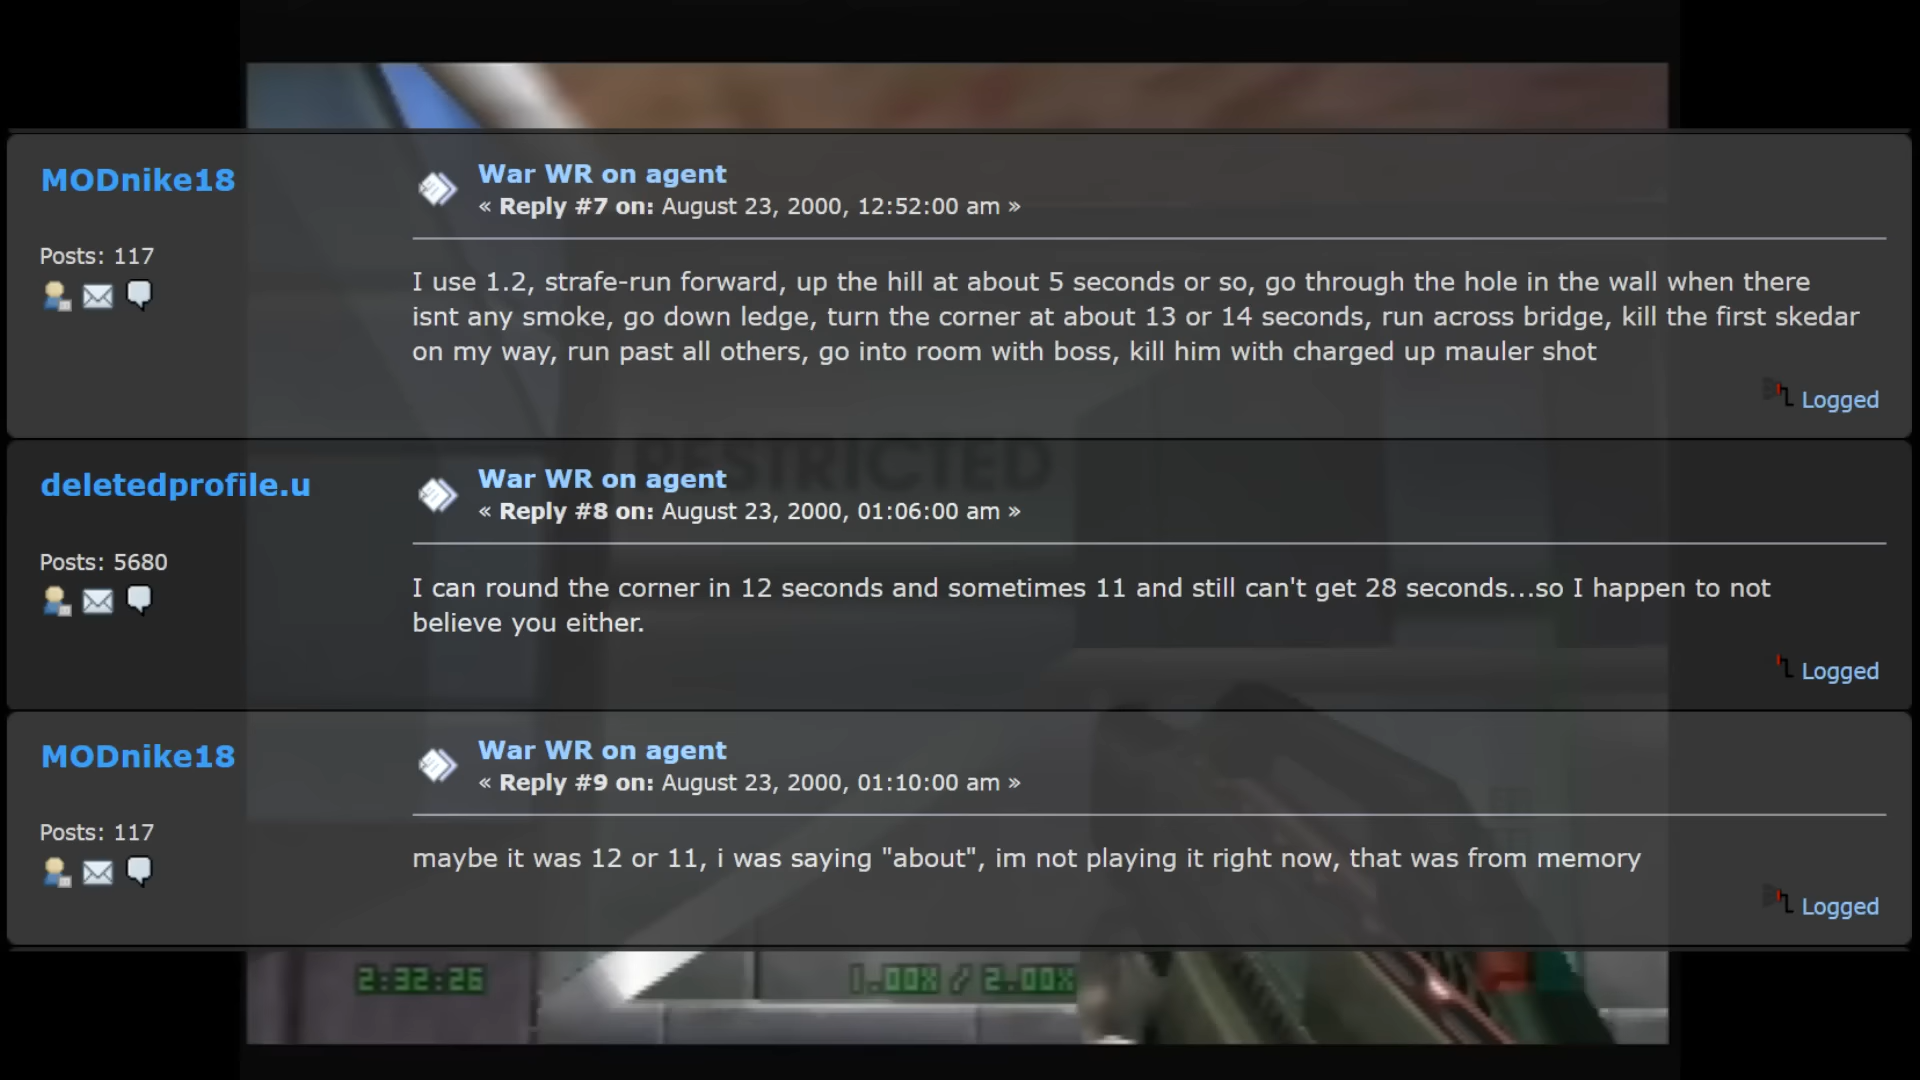 MODnike18
Posts: 117
War WR on agent
« Reply #7 on: August 23, 2000, 12:52:00 am »
I use 1.2, strafe-run forward, up the hill at about 5 seconds or so, go through the hole in the wall when there
isnt any smoke, go down ledge, turn the corner at about 13 or 14 seconds, run across bridge, kill the first skedar
on my way, run past all others, go into room with boss, kill him with charged up mauler shot
Logged
RESTRICTED
deletedprofile.u
Posts: 5680
War WR on agent
« Reply #8 on: August 23, 2000, 01:06:00 am »
I can round the corner in 12 seconds and sometimes 11 and still can't get 28 seconds...so I happen to not
believe you either.
Logged
MODnike18
Posts: 117
War WR on agent
« Reply #9 on: August 23, 2000, 01:10:00 am »
maybe it was 12 or 11, i was saying "about", im not playing it right now, that was from memory
Logged
2:32:26
1.00X / 2.00X